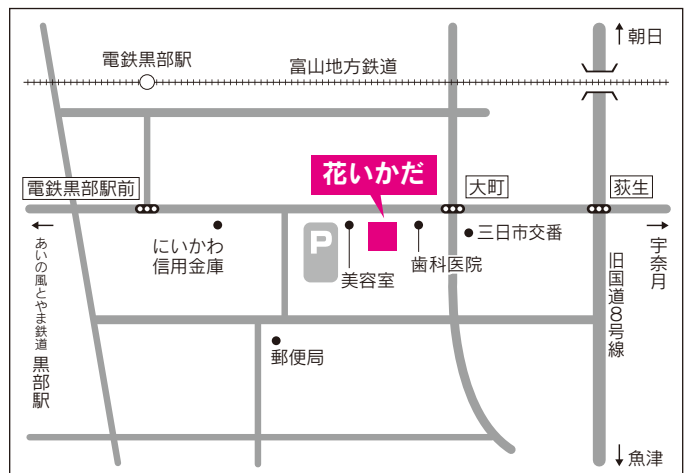 朝日
電鉄黒部駅
富山地方鉄道
花いかだ
電鉄黒部駅前
大町
荻生
三日市交番
にいかわ
信用金庫
P
美容室
歯科医院
宇奈月
旧国道8号線
あいの風とやま鉄道
黒部駅
郵便局
魚津